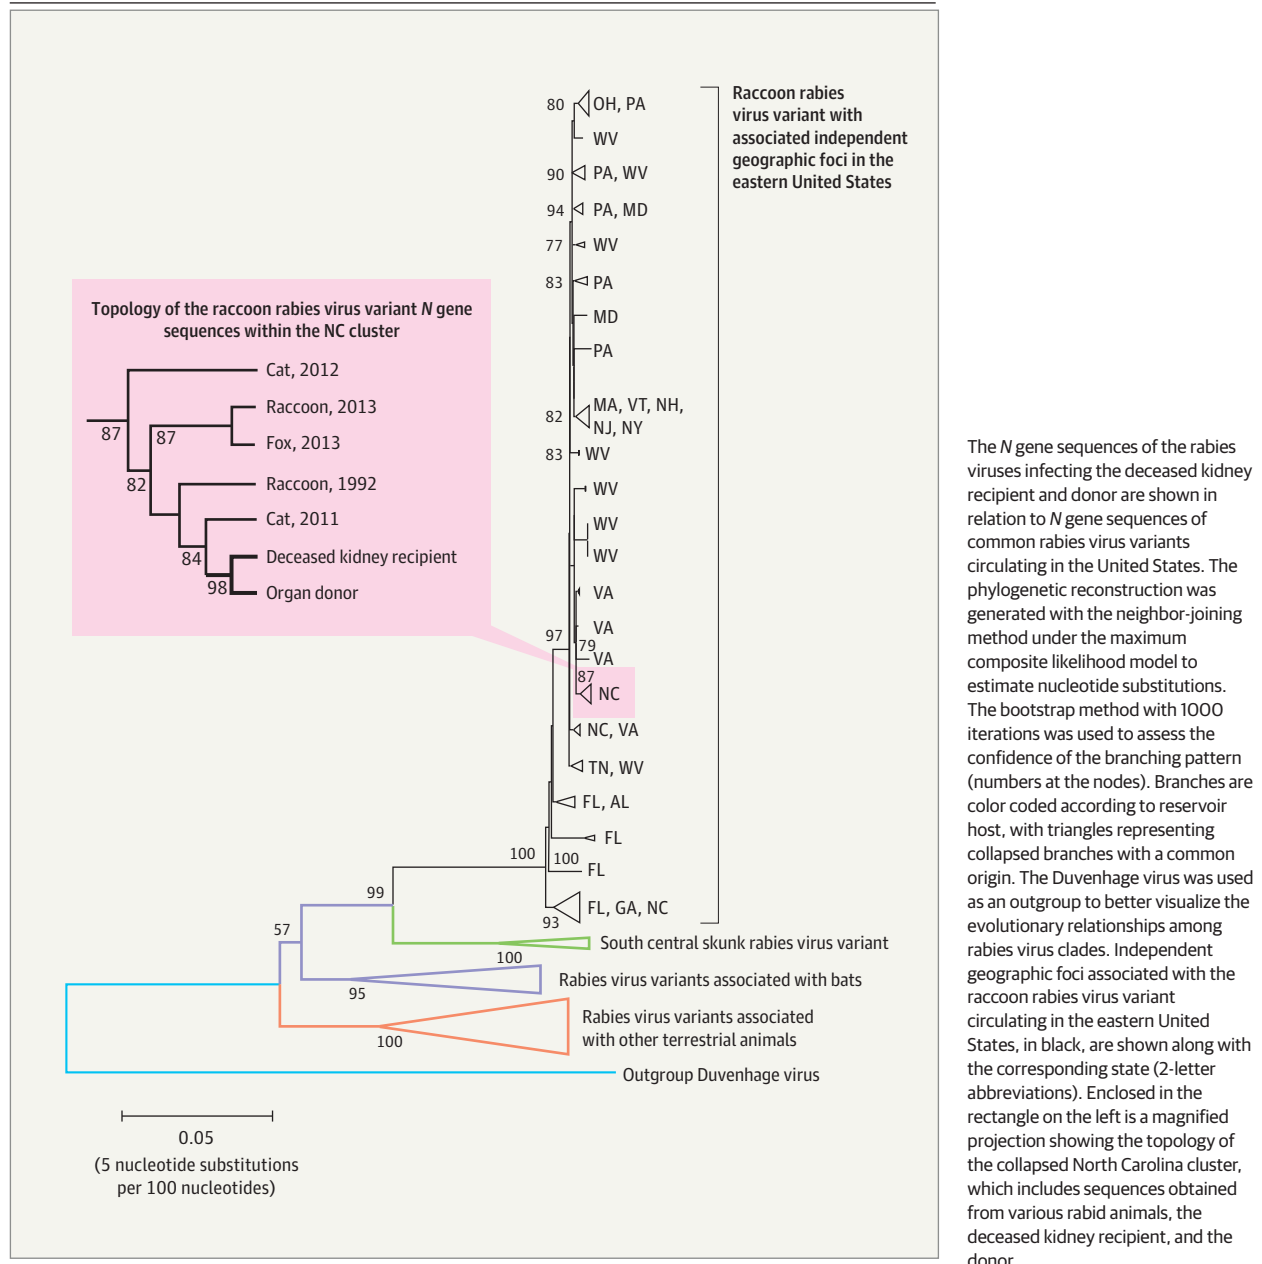 80
OH, PA
WV
90
PA, WV
94
PA, MD
77
WV
83
PA
MD
PA
82
MA, VT, NH,
NJ, NY
83
WV
WV
WV
WV
VA
VA
97
79
VA
87
NC
NC, VA
TN, WV
FL, AL
FL
100
100
FL
93
FL, GA, NC
Raccoon rabies
virus variant with
associated independent
geographic foci in the
eastern United States
Topology of the raccoon rabies virus variant N gene
sequences within the NC cluster
Cat, 2012
87
Raccoon, 2013
87
Fox, 2013
82
Raccoon, 1992
Cat, 2011
84
Deceased kidney recipient
98
Organ donor
99
57
South central skunk rabies virus variant
100
Rabies virus variants associated with bats
95
Rabies virus variants associated
with other terrestrial animals
100
Outgroup Duvenhage virus
0.05
(5 nucleotide substitutions
per 100 nucleotides)
The N gene sequences of the rabies
viruses infecting the deceased kidney
recipient and donor are shown in
relation to N gene sequences of
common rabies virus variants
circulating in the United States. The
phylogenetic reconstruction was
generated with the neighbor-joining
method under the maximum
composite likelihood model to
estimate nucleotide substitutions.
The bootstrap method with 1000
iterations was used to assess the
confidence of the branching pattern
(numbers at the nodes). Branches are
color coded according to reservoir
host, with triangles representing
collapsed branches with a common
origin. The Duvenhage virus was used
as an outgroup to better visualize the
evolutionary relationships among
rabies virus clades. Independent
geographic foci associated with the
raccoon rabies virus variant
circulating in the eastern United
States, in black, are shown along with
the corresponding state (2-letter
abbreviations). Enclosed in the
rectangle on the left is a magnified
projection showing the topology of
the collapsed North Carolina cluster,
which includes sequences obtained
from various rabid animals, the
deceased kidney recipient, and the
donor.